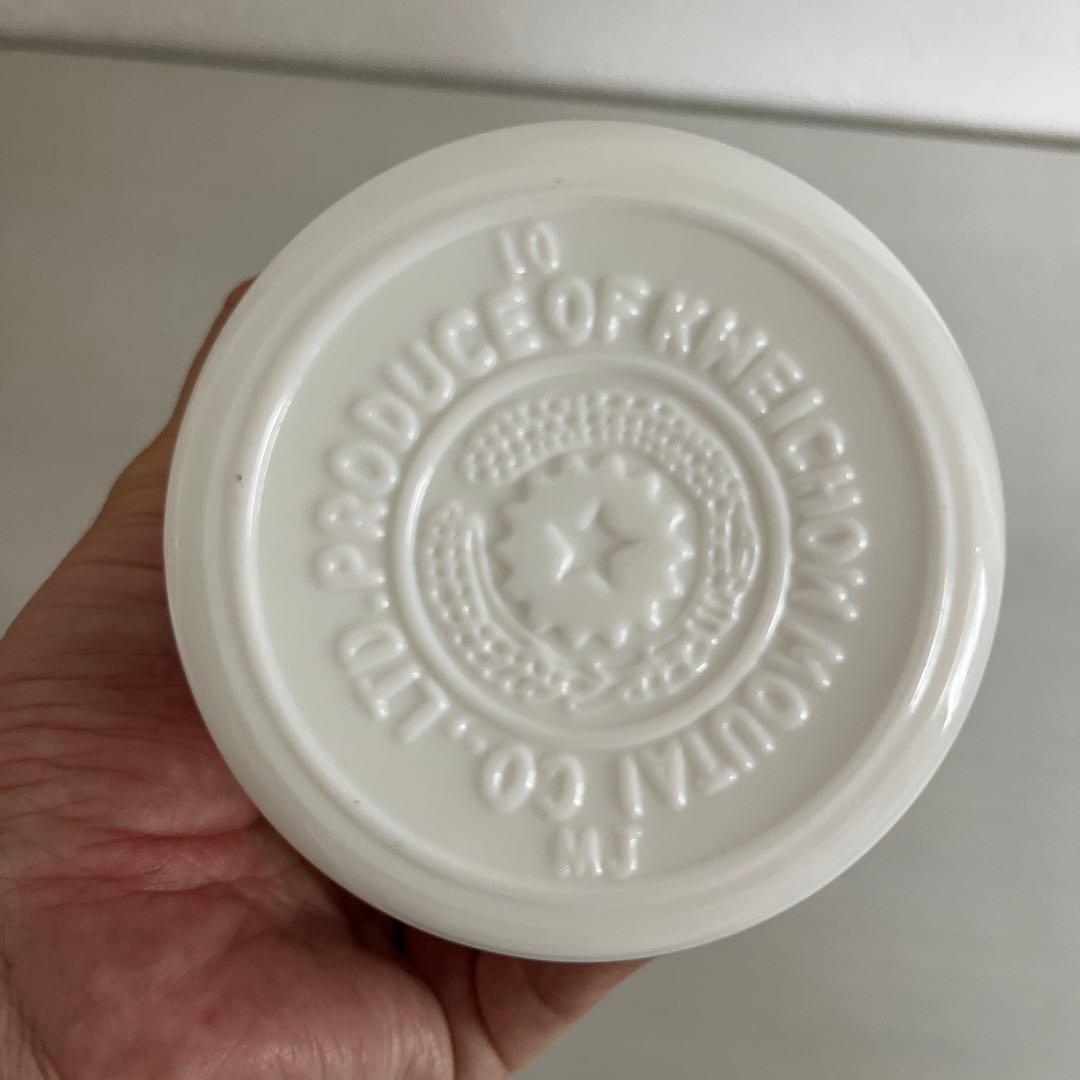 10
PRODUCE OF KWEICHOW MOUTAI CO.,LTD.
MJ